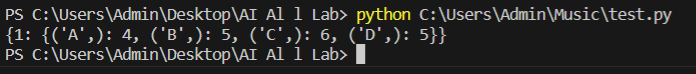 PS C:\Users\Admin\Desktop\AI Al l Lab> python C:\Users\Admin\Music\test.py
{1: {('A',): 4, ('B',): 5, ('C',): 6, ('D',): 5}}
PS C:\Users\Admin\Desktop\AI Al l Lab>